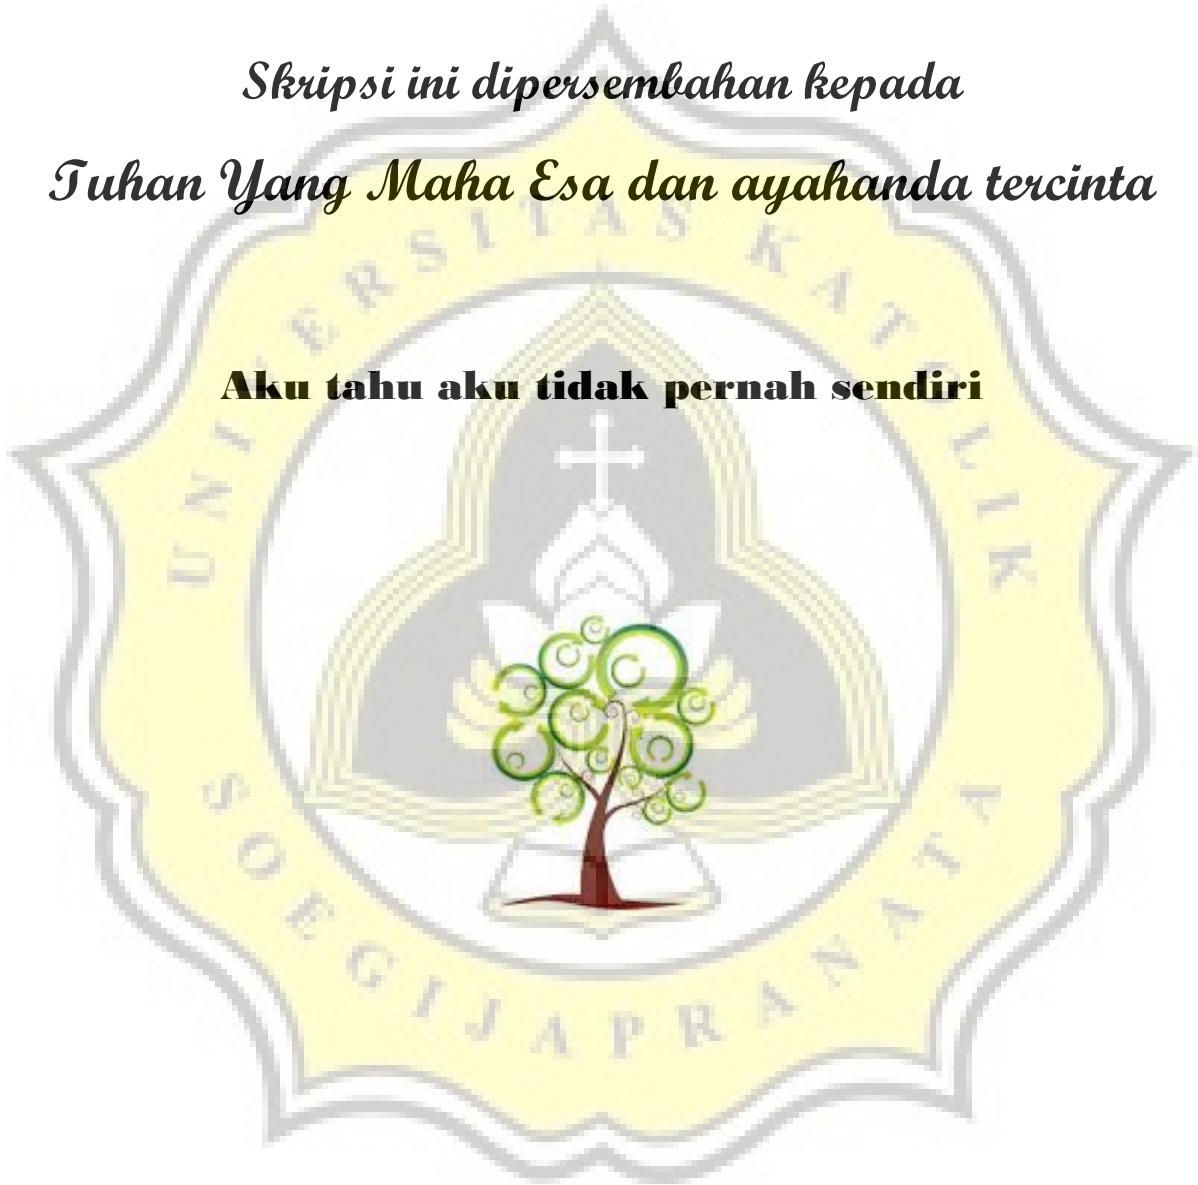 Skripsi ini dipersembahan kepada
Tuhan Yang Maha Esa dan ayahanda tercinta
UNIVERSITAS KATOLIK
Aku tahu aku tidak pernah sendiri
SOEGIJAPRANATA